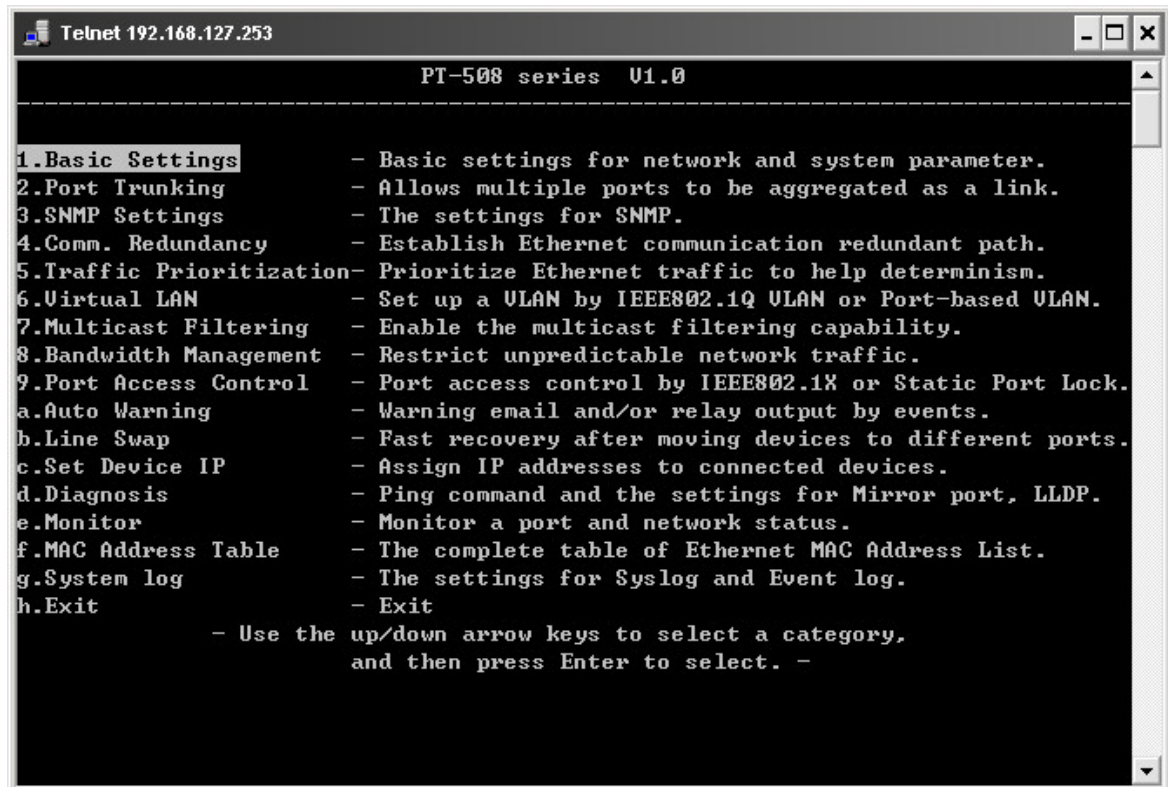 Telnet 192.168.127.253
PT-508 series V1.0
1.Basic Settings - Basic settings for network and system parameter.
2.Port Trunking - Allows multiple ports to be aggregated as a link.
3.SNMP Settings - The settings for SNMP.
4.Comm. Redundancy - Establish Ethernet communication redundant path.
5.Traffic Prioritization- Prioritize Ethernet traffic to help determinism.
6.Virtual LAN - Set up a VLAN by IEEE802.1Q VLAN or Port-based VLAN.
7.Multicast Filtering - Enable the multicast filtering capability.
8.Bandwidth Management - Restrict unpredictable network traffic.
9.Port Access Control - Port access control by IEEE802.1X or Static Port Lock.
a.Auto Warning - Warning email and/or relay output by events.
b.Line Swap - Fast recovery after moving devices to different ports.
c.Set Device IP - Assign IP addresses to connected devices.
d.Diagnosis - Ping command and the settings for Mirror port, LLDP.
e.Monitor - Monitor a port and network status.
f.MAC Address Table - The complete table of Ethernet MAC Address List.
g.System log - The settings for Syslog and Event log.
h.Exit - Exit
- Use the up/down arrow keys to select a category,
and then press Enter to select. -